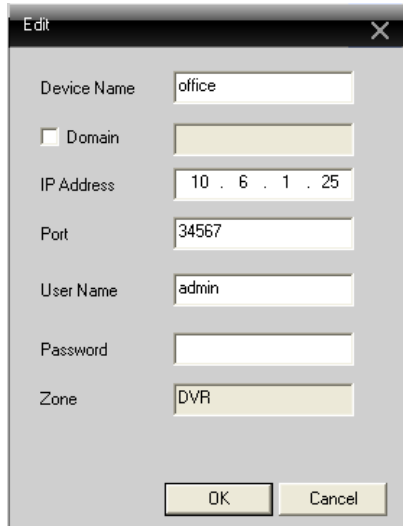 Edit
Device Name office
Domain
IP Address 10 . 6 . 1 . 25
Port 34567
User Name admin
Password
Zone DVR
OK Cancel